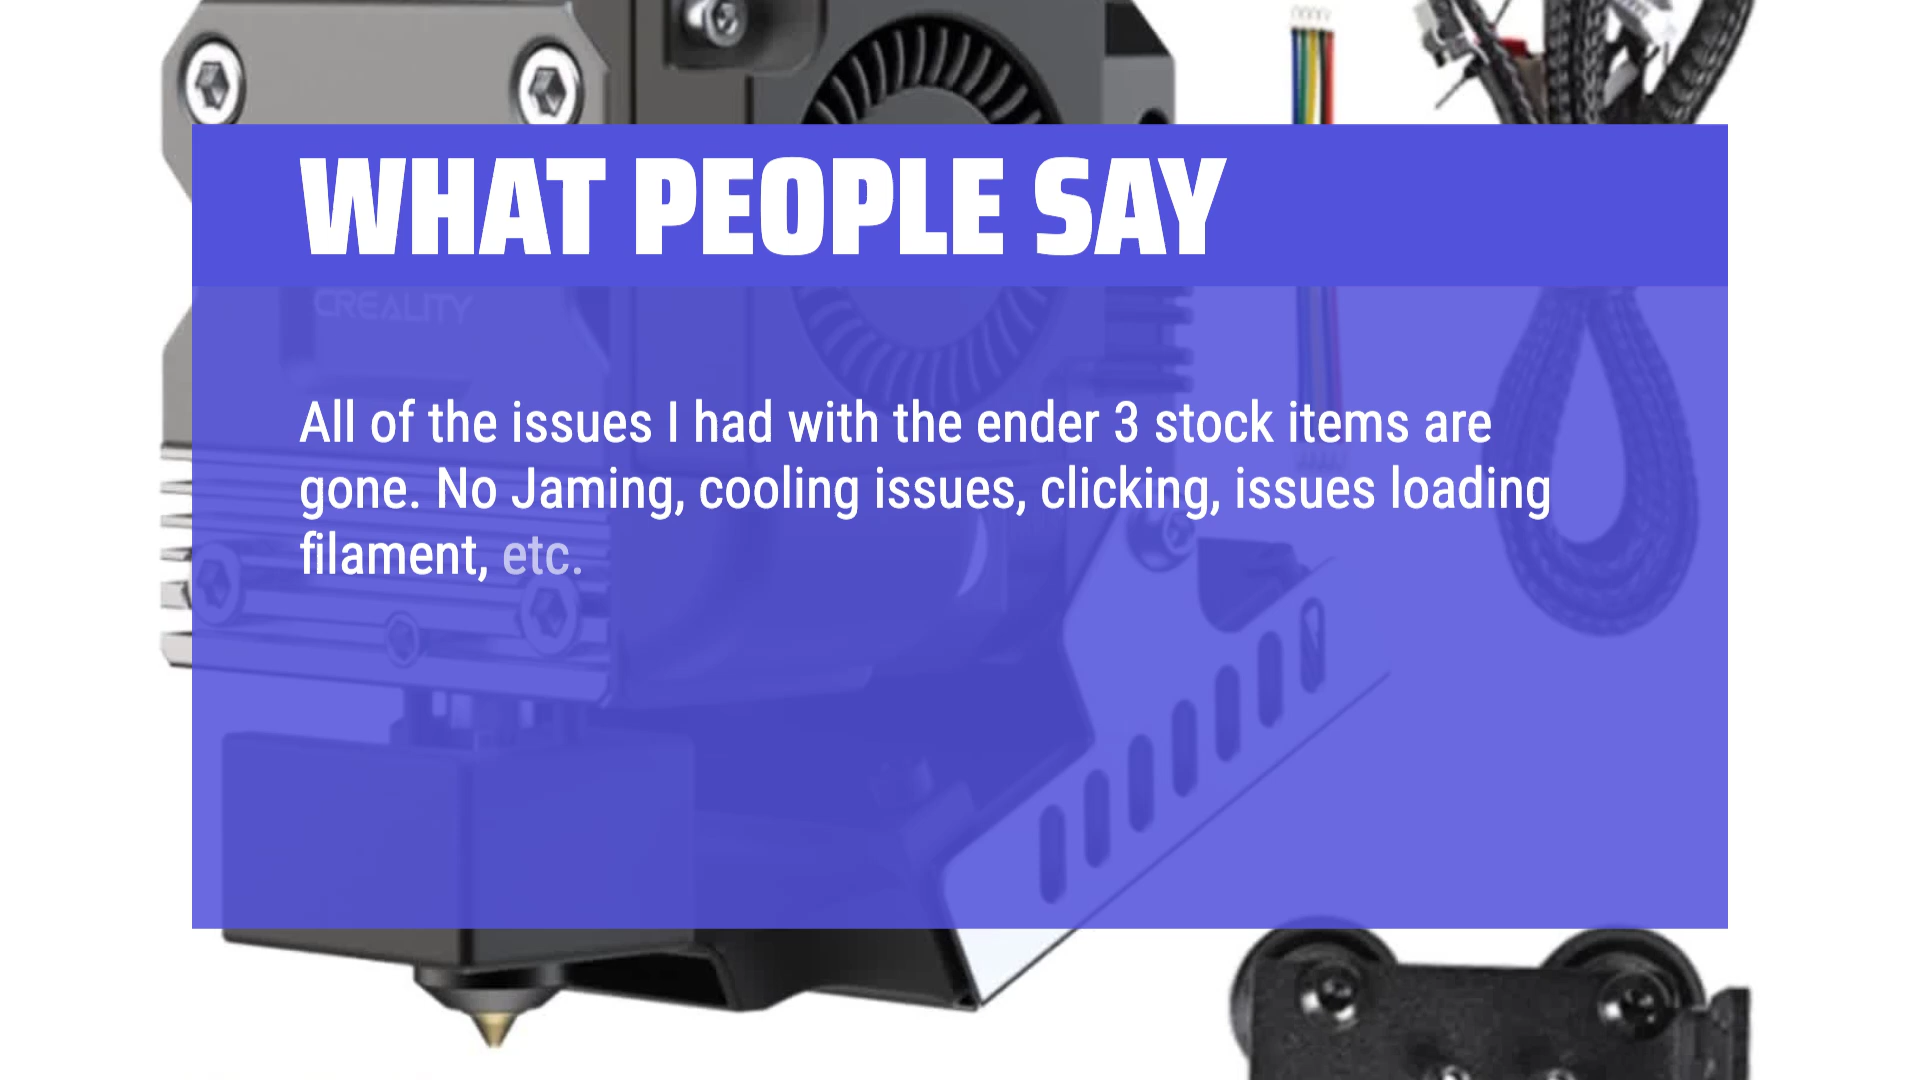 WHAT PEOPLE SAY
CREALITY
All of the issues I had with the ender 3 stock items are
gone. No Jaming, cooling issues, clicking, issues loading
filament, etc.